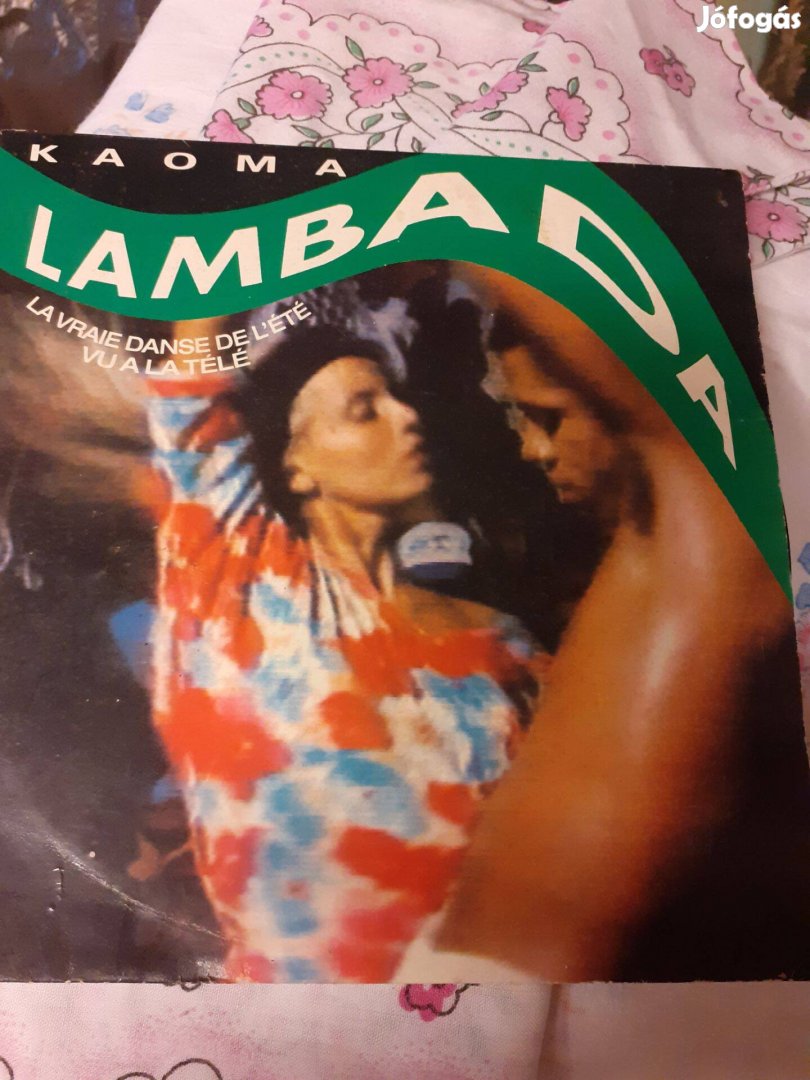 Jófogás
KAOMA
LAMBADA
LA VRAIE DANSE DE L'ÉTÉ
VU A LA TÉLÉ